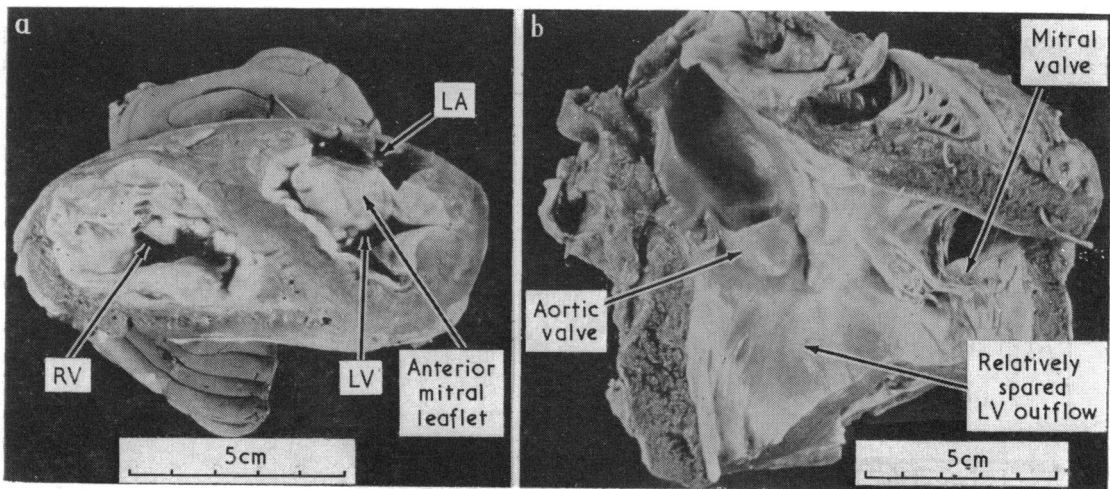 a
LA
RV
LV
Anterior
mitral
leaflet
5cm
b
Mitral
valve
Aortic
valve
Relatively
spared
LV outflow
5cm